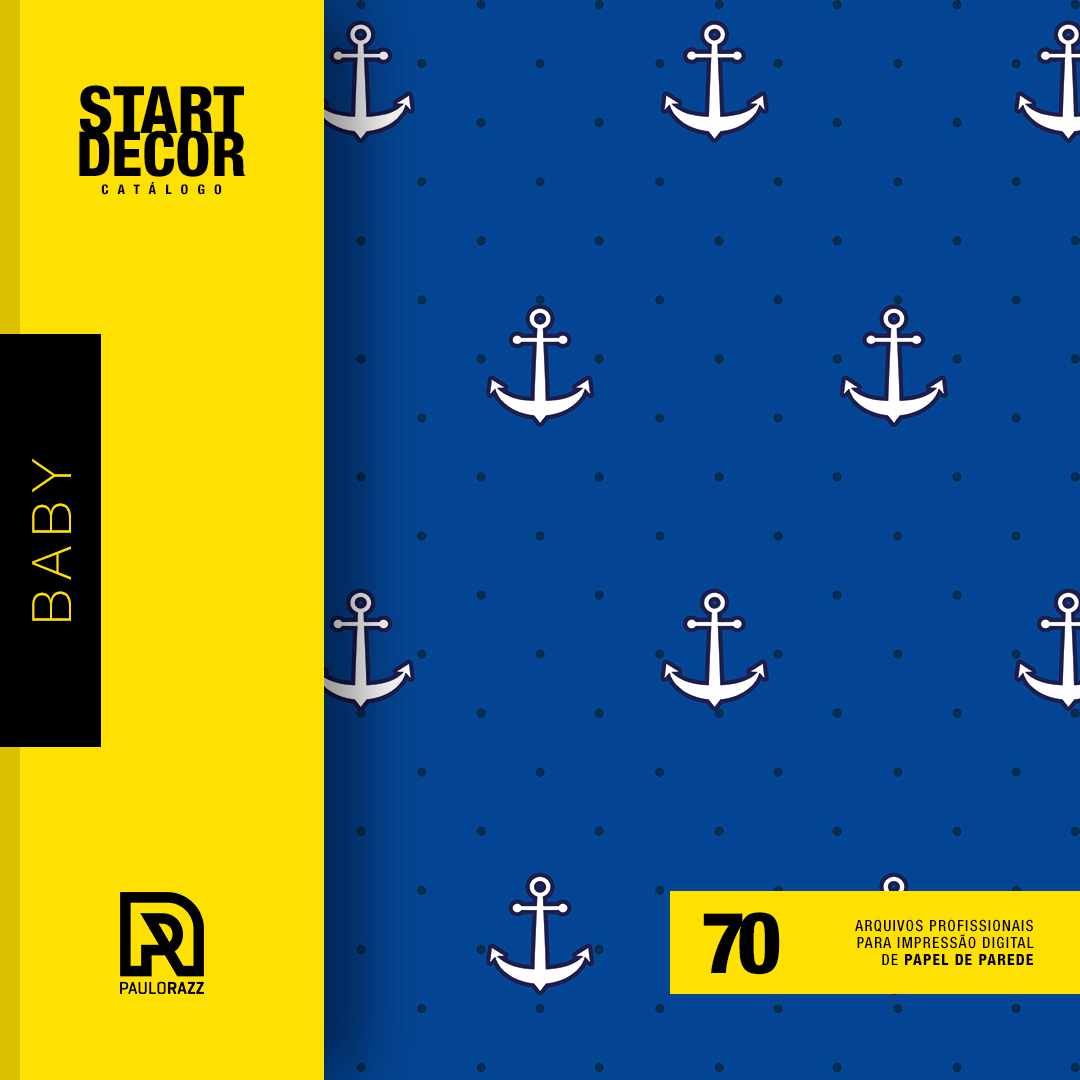 START
DECOR
CATÁLOGO
BABY
PAULORAZZ
70
ARQUIVOS PROFISSIONAIS
PARA IMPRESSÃO DIGITAL
DE PAPEL DE PAREDE